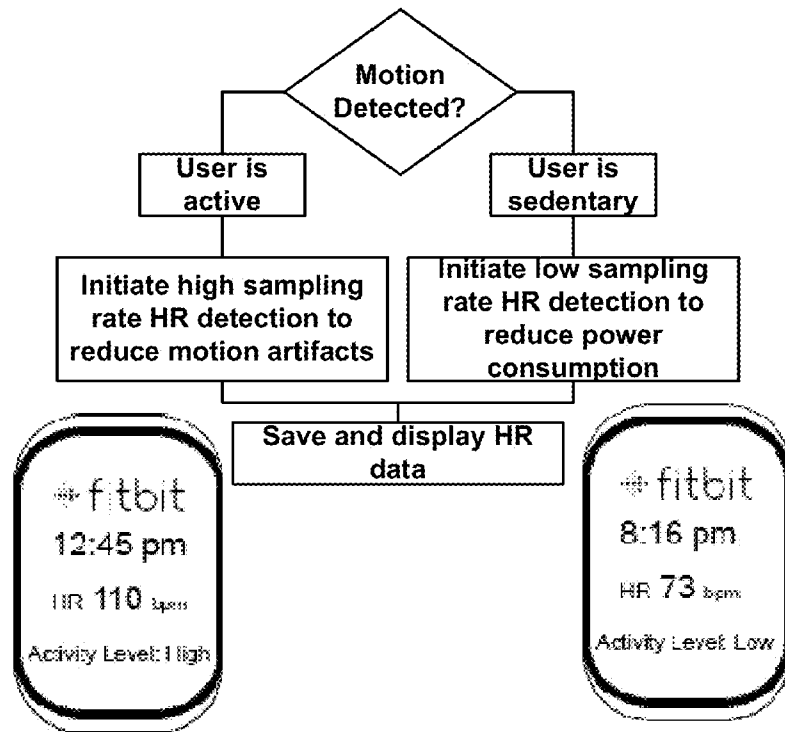 Motion
Detected?
User is
active
User is
sedentary
Initiate high sampling
rate HR detection to
reduce motion artifacts
Initiate low sampling
rate HR detection to
reduce power
consumption
Save and display HR
data
fitbit
12:45 pm
HR 110 bpm
Activity Level: High
fitbit
8:16 pm
HR 73 bpm
Activity Level: Low